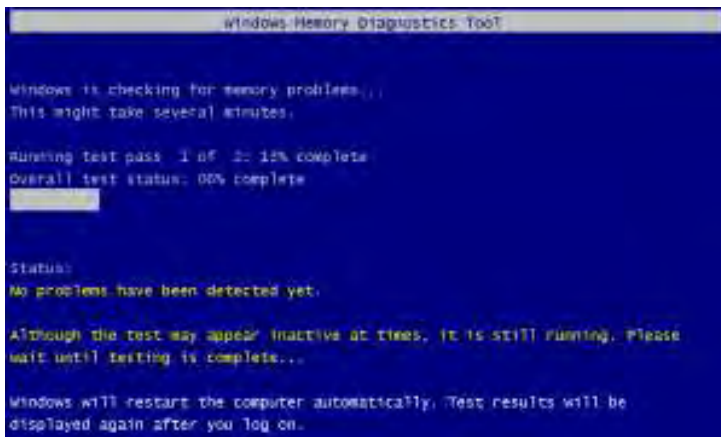 Windows Memory Diagnostics Tool
Windows is checking for memory problems...
This might take several minutes.
Running test pass 1 of 2: % complete
Overall test status: 00% complete
Status:
No problems have been detected yet.
Although the test may appear inactive at times, it is still running. Please
wait until testing is complete...
Windows will restart the computer automatically. Test results will be
displayed again after you log on.